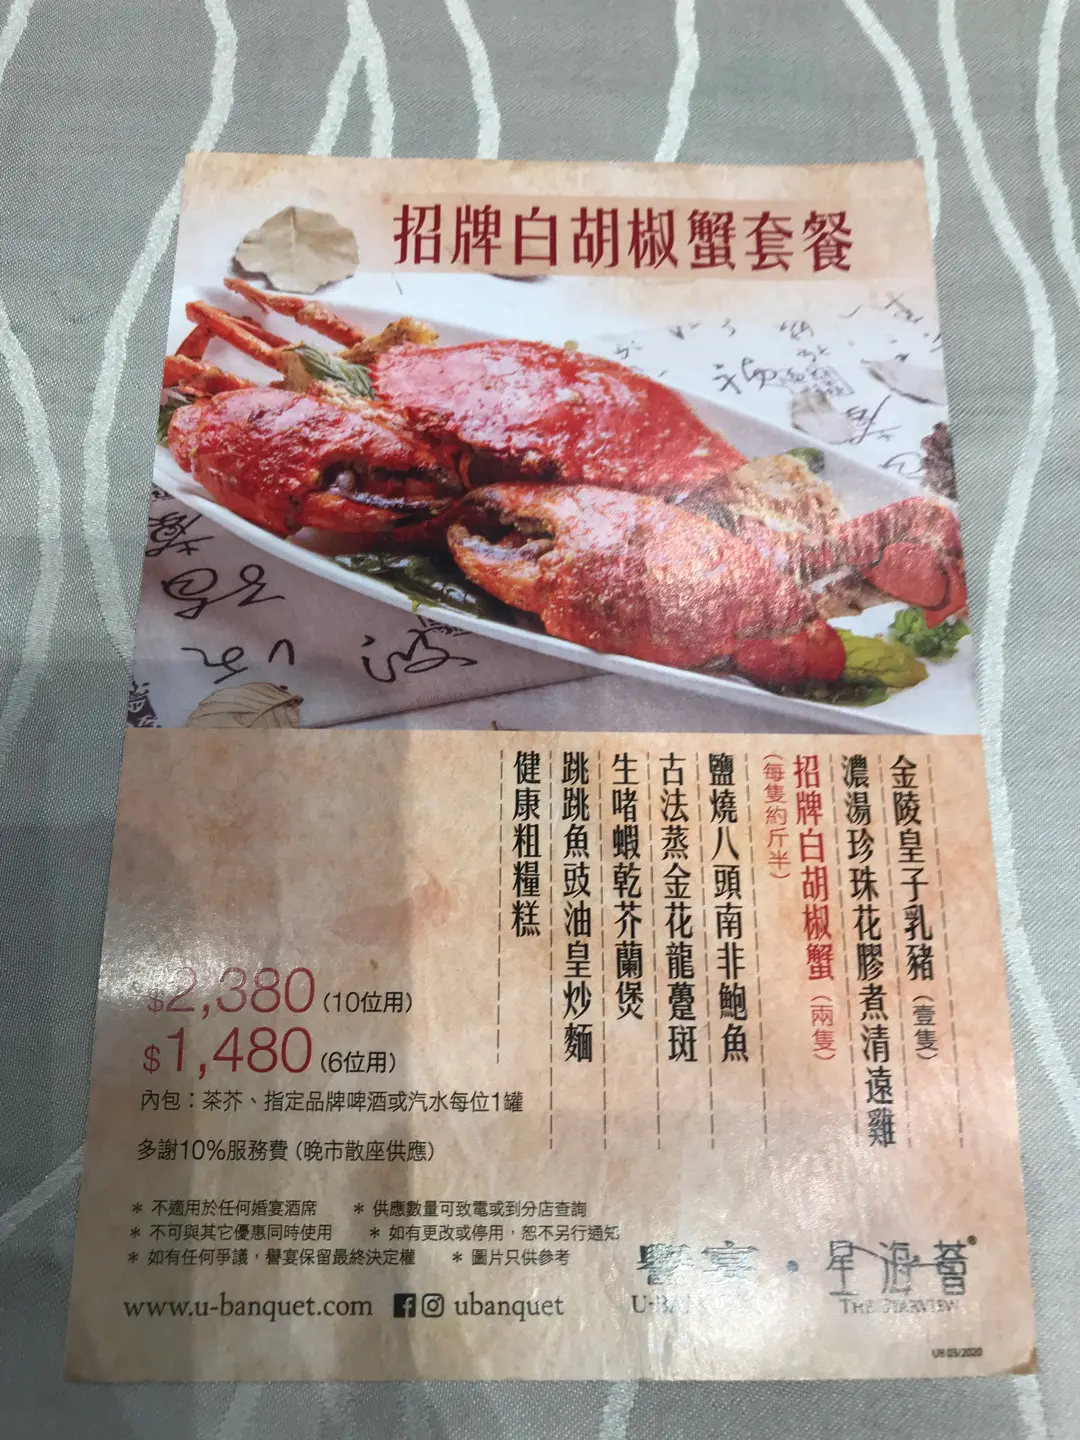 招牌白胡椒蟹套餐
金陵皇子乳豬（壹隻）
濃湯珍珠花膠煮清遠雞
招牌白胡椒蟹（兩隻）
（每隻約斤半）
鹽燒八頭南非鮑魚
古法蒸金花龍躉斑
生啫蝦乾芥蘭煲
跳跳魚豉油皇炒麵
健康粗糧糕
$2,380(10位用)
$1,480(6位用)
內包：茶芥、指定品牌啤酒或汽水每位1罐
多謝10%服務費(晚市散座供應)
* 不適用於任何婚宴酒席 * 供應數量可致電或到分店查詢
* 不可與其它優惠同時使用 * 如有更改或停用，恕不另行通知
* 如有任何爭議，譽宴保留最終決定權 * 圖片只供參考
譽宴・星海薈®
THE STARVIEW
www.u-banquet.com ubanquet
UB 03/2020